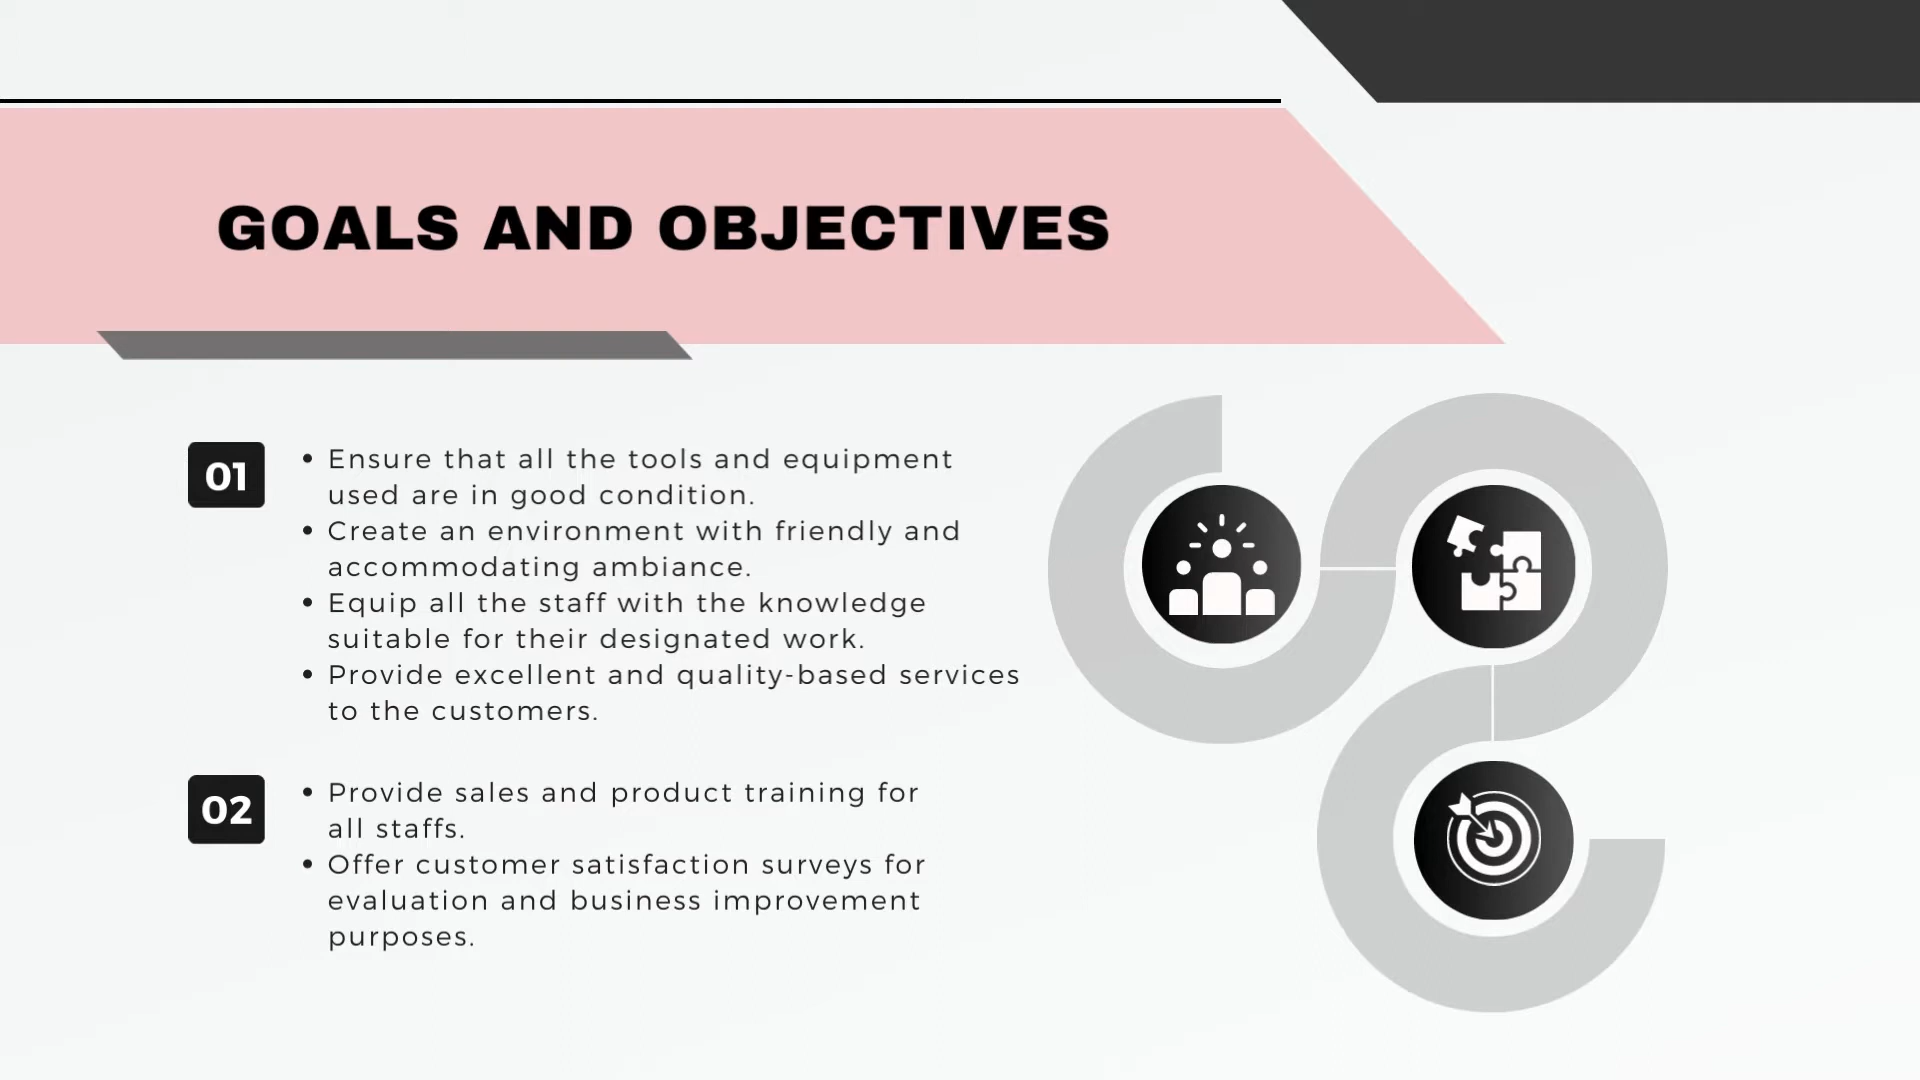 GOALS AND OBJECTIVES
01
• Ensure that all the tools and equipment
used are in good condition.
• Create an environment with friendly and
accommodating ambiance.
• Equip all the staff with the knowledge
suitable for their designated work.
• Provide excellent and quality-based services
to the customers.
02
• Provide sales and product training for
all staffs.
• Offer customer satisfaction surveys for
evaluation and business improvement
purposes.